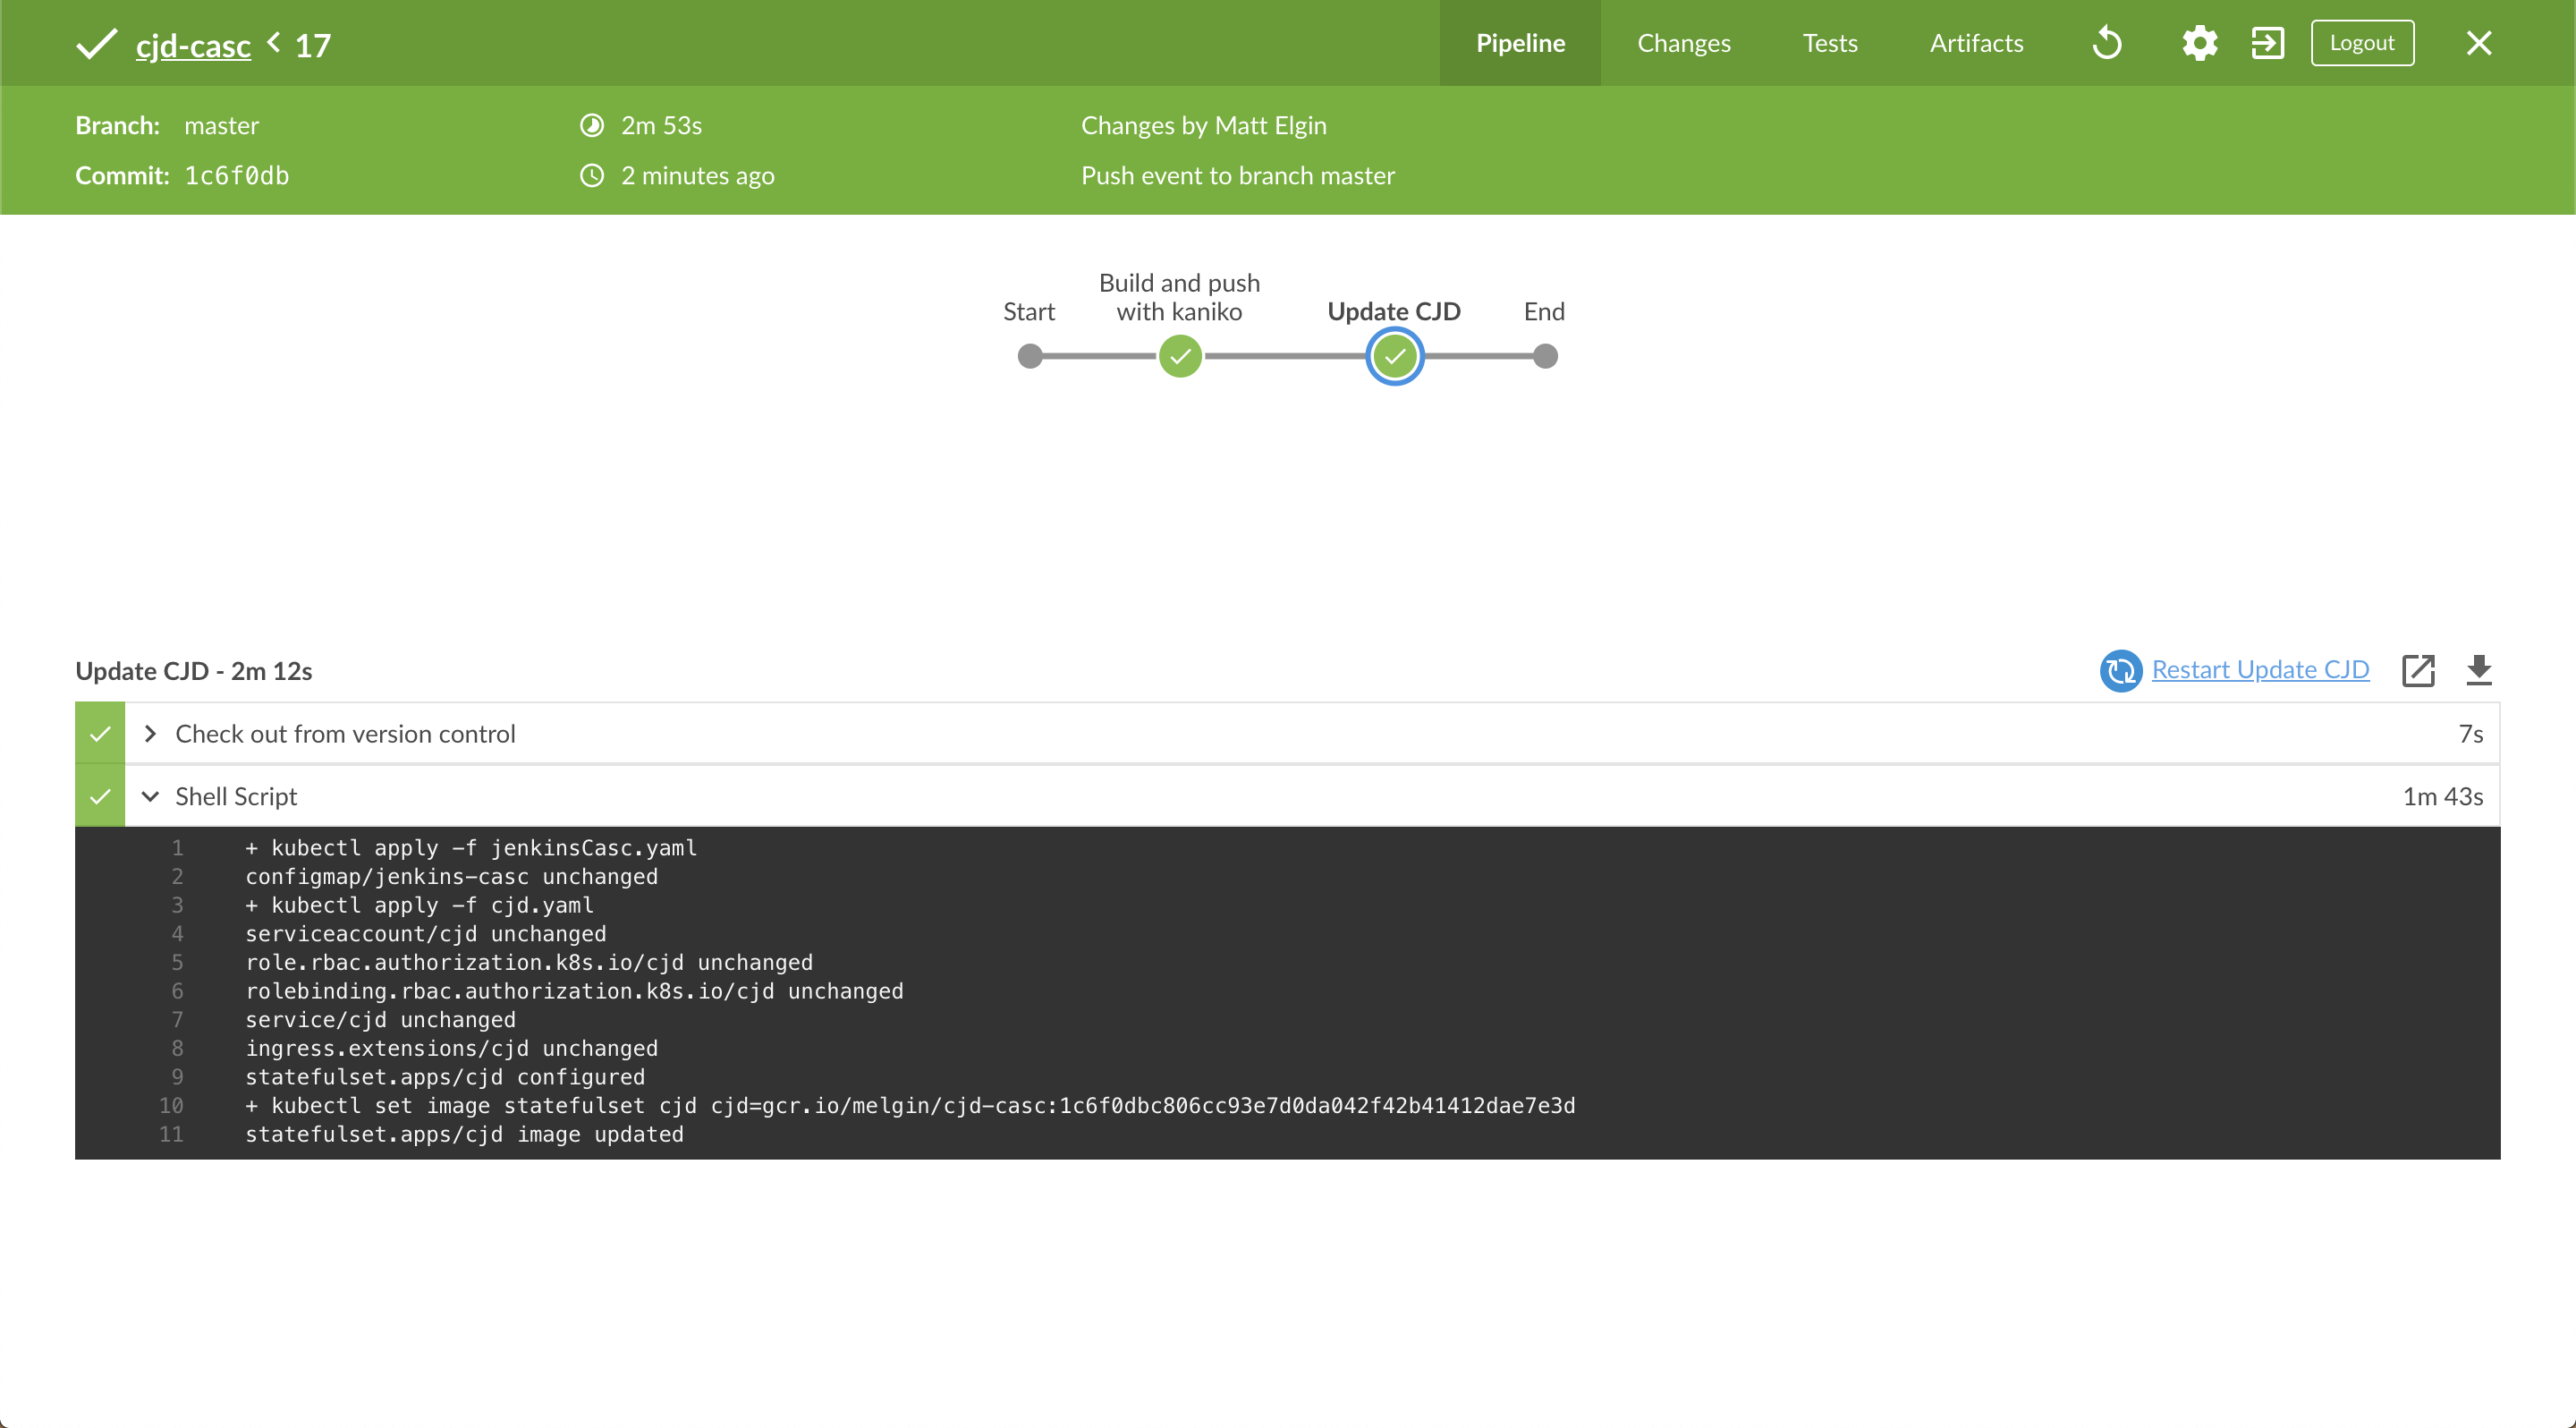 cjd-casc < 17
Pipeline
Changes
Tests
Artifacts
Logout
Branch: master
2m 53s
Changes by Matt Elgin
Commit: 1c6f0db
2 minutes ago
Push event to branch master
Start
Build and push
with kaniko
Update CJD
End
Update CJD - 2m 12s
Restart Update CJD
Check out from version control
7s
Shell Script
1m 43s
1 + kubectl apply -f jenkinsCasc.yaml
2 configmap/jenkins-casc unchanged
3 + kubectl apply -f cjd.yaml
4 serviceaccount/cjd unchanged
5 role.rbac.authorization.k8s.io/cjd unchanged
6 rolebinding.rbac.authorization.k8s.io/cjd unchanged
7 service/cjd unchanged
8 ingress.extensions/cjd unchanged
9 statefulset.apps/cjd configured
10 + kubectl set image statefulset cjd cjd=gcr.io/melgin/cjd-casc:1c6f0dbc806cc93e7d0da042f42b41412dae7e3d
11 statefulset.apps/cjd image updated